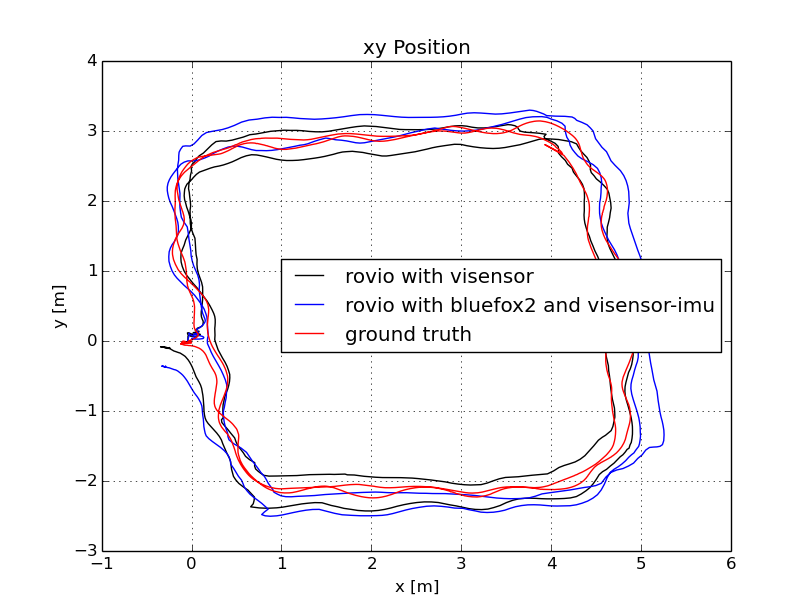 xy Position
4
3
2
1
0
−1
−2
−3
y [m]
rovio with visensor
rovio with bluefox2 and visensor-imu
ground truth
−1 0 1 2 3 4 5 6
x [m]